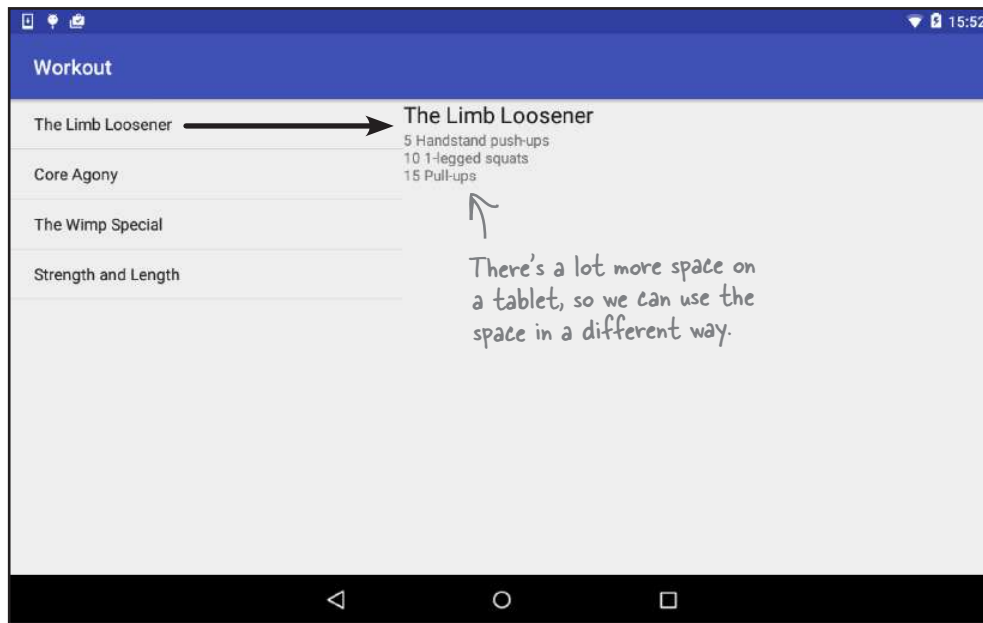 15:52
Workout
The Limb Loosener
Core Agony
The Wimp Special
Strength and Length
The Limb Loosener
5 Handstand push-ups
10 1-legged squats
15 Pull-ups
There's a lot more space on
a tablet, so we can use the
space in a different way.